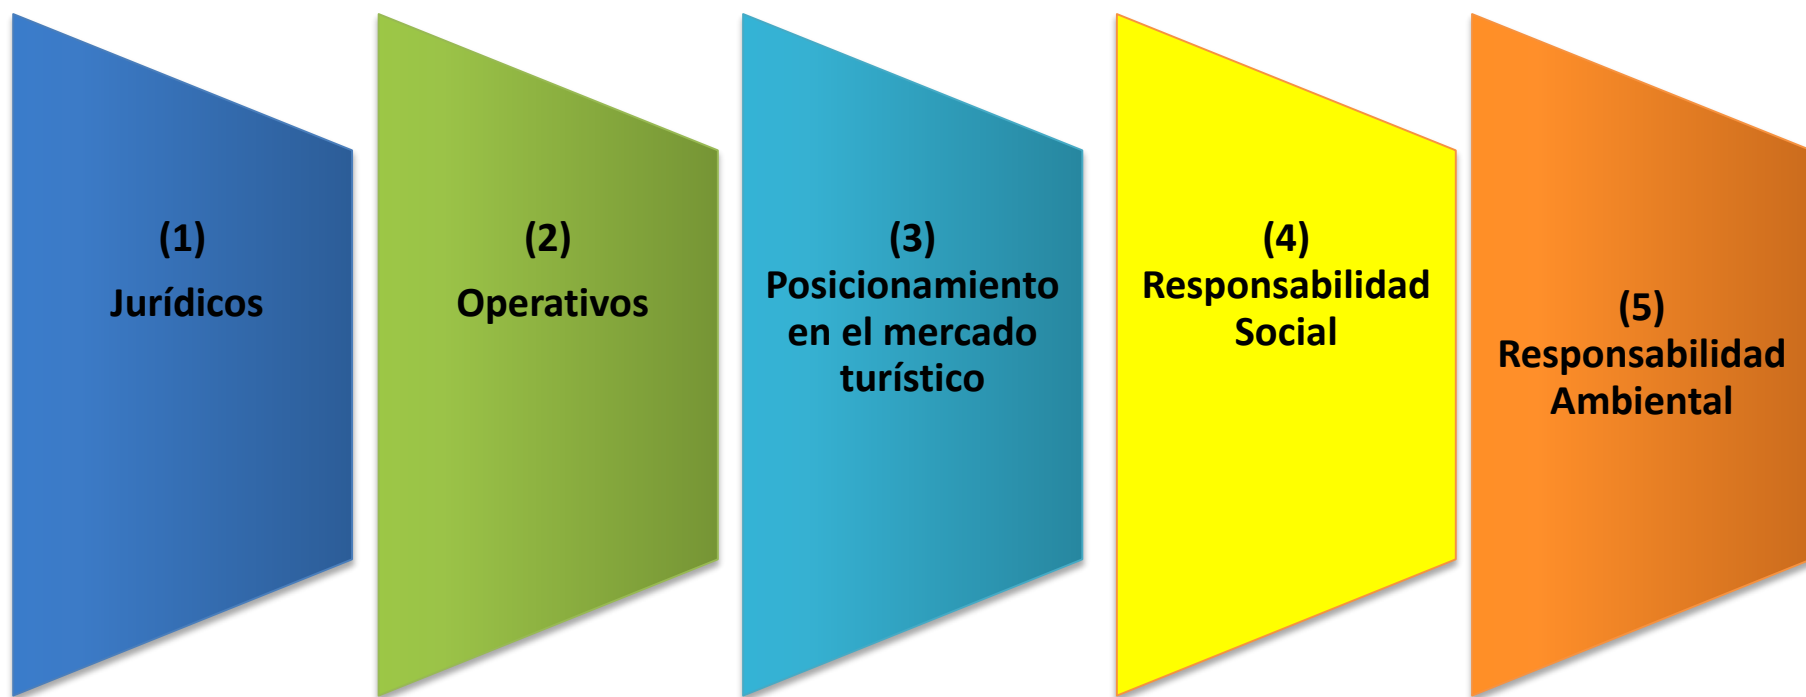 (1)
Jurídicos
(2)
Operativos
(3)
Posicionamiento
en el mercado
turístico
(4)
Responsabilidad
Social
(5)
Responsabilidad
Ambiental